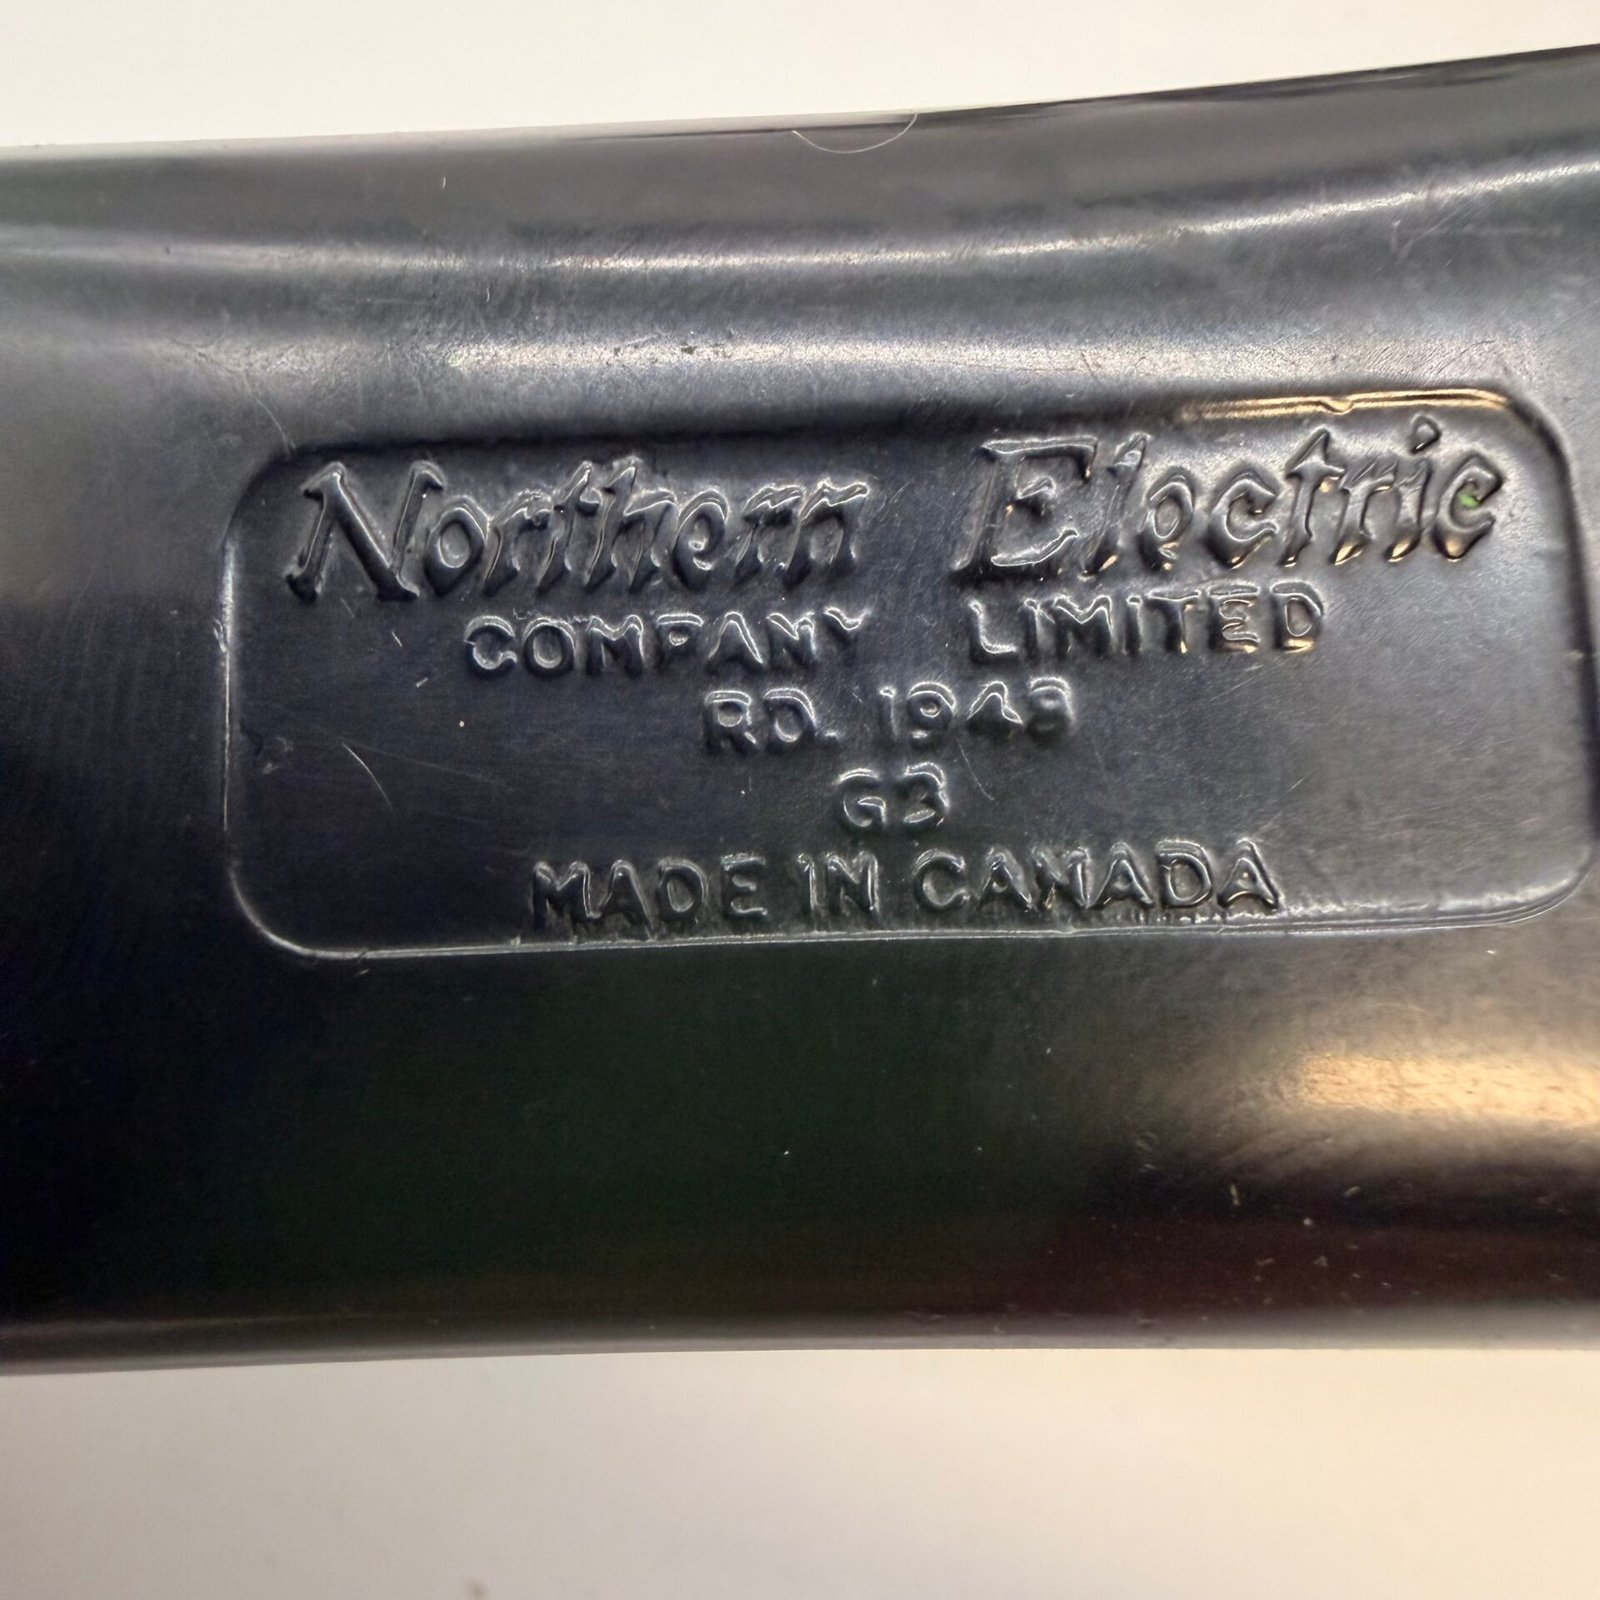 Northern Electric
COMPANY LIMITED
RD. 1948
G3
MADE IN CANADA